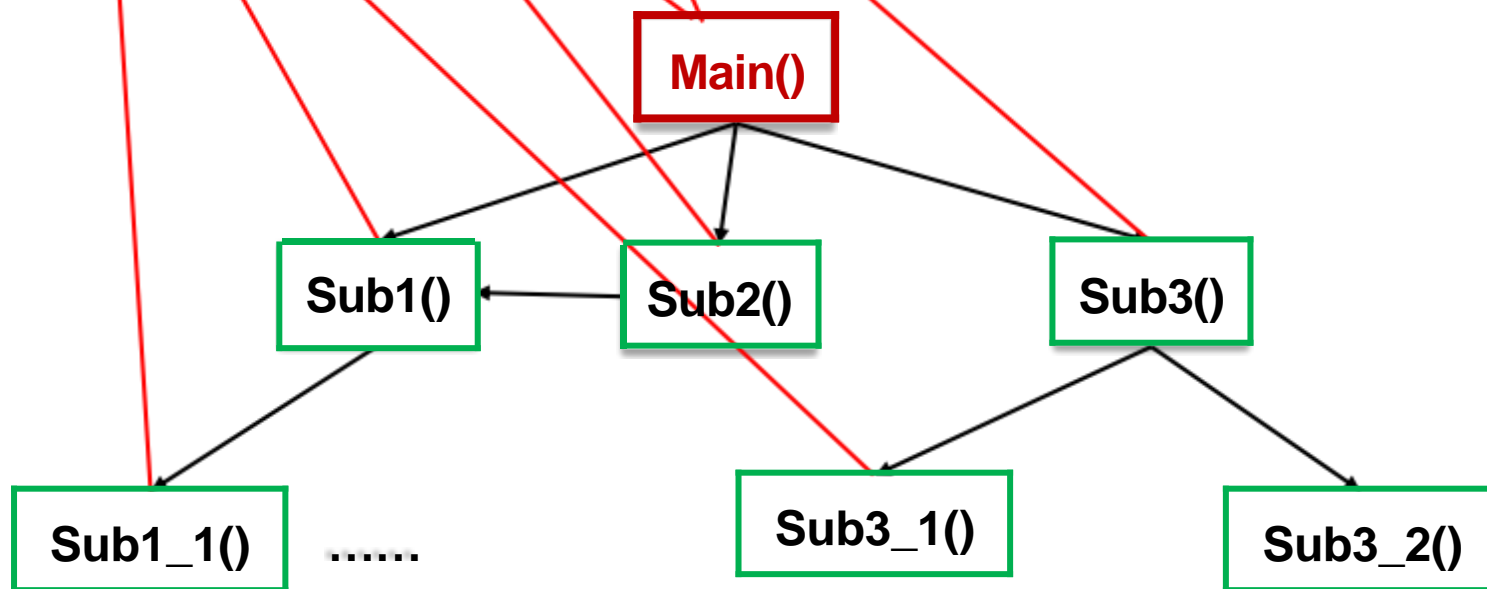 Main()
Sub1()
Sub2()
Sub3()
Sub1_1()
......
Sub3_1()
Sub3_2()